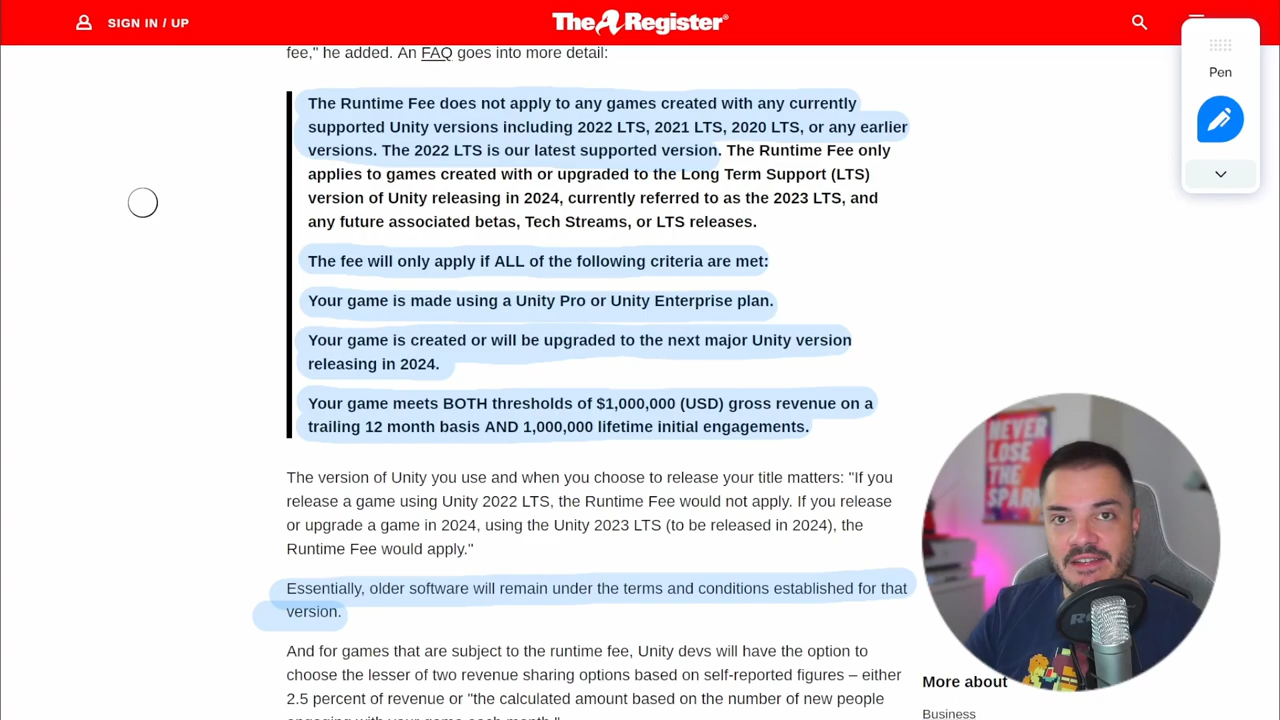 SIGN IN / UP
The Register®
Pen
fee," he added. An FAQ goes into more detail:
The Runtime Fee does not apply to any games created with any currently
supported Unity versions including 2022 LTS, 2021 LTS, 2020 LTS, or any earlier
versions. The 2022 LTS is our latest supported version. The Runtime Fee only
applies to games created with or upgraded to the Long Term Support (LTS)
version of Unity releasing in 2024, currently referred to as the 2023 LTS, and
any future associated betas, Tech Streams, or LTS releases.
The fee will only apply if ALL of the following criteria are met:
Your game is made using a Unity Pro or Unity Enterprise plan.
Your game is created or will be upgraded to the next major Unity version
releasing in 2024.
Your game meets BOTH thresholds of $1,000,000 (USD) gross revenue on a
trailing 12 month basis AND 1,000,000 lifetime initial engagements.
The version of Unity you use and when you choose to release your title matters: "If you
release a game using Unity 2022 LTS, the Runtime Fee would not apply. If you release
or upgrade a game in 2024, using the Unity 2023 LTS (to be released in 2024), the
Runtime Fee would apply."
Essentially, older software will remain under the terms and conditions established for that
version.
And for games that are subject to the runtime fee, Unity devs will have the option to
choose the lesser of two revenue sharing options based on self-reported figures – either
2.5 percent of revenue or "the calculated amount based on the number of new people
engaging with your game each month."
NEVER
LOSE
THE
SPARK
RØDE
More about
Business